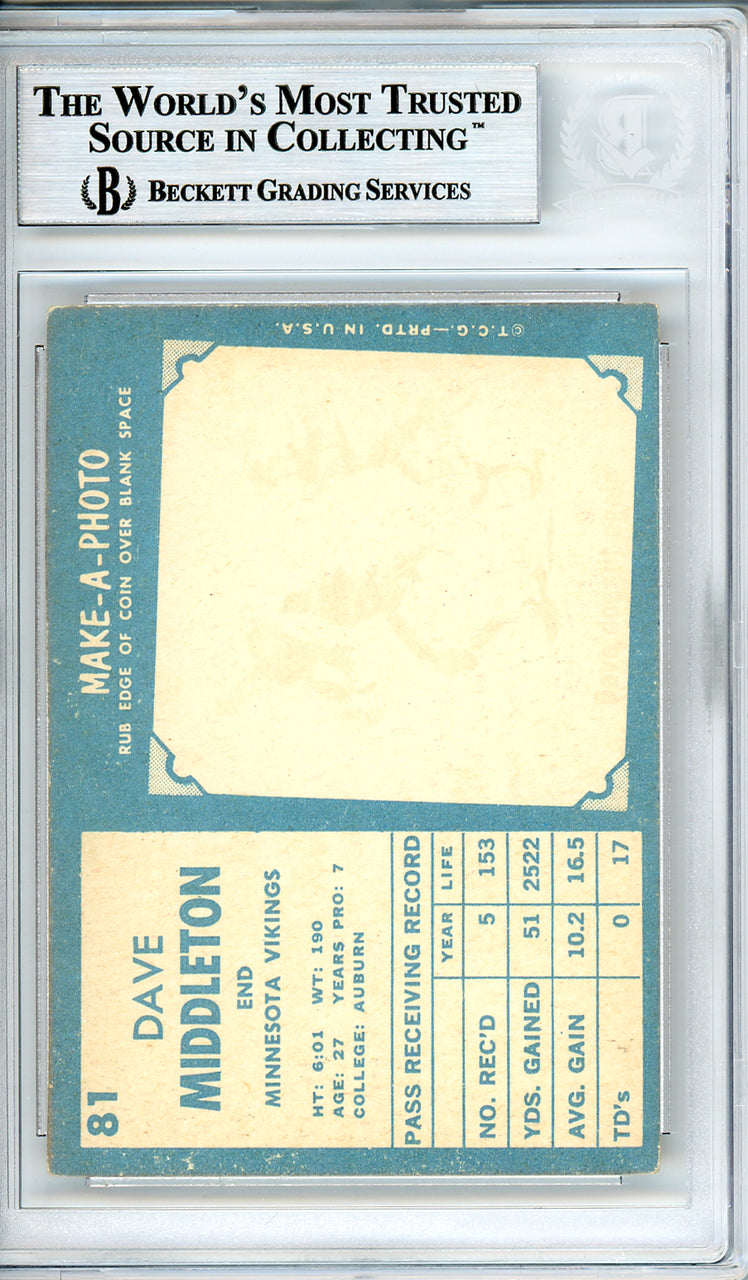 THE WORLD'S MOST TRUSTED
SOURCE IN COLLECTING™
B BECKETT GRADING SERVICES
©T.C.G.—PRTD. IN U.S.A.
MAKE-A-PHOTO
RUB EDGE OF COIN OVER BLANK SPACE
81
DAVE
MIDDLETON
END
MINNESOTA VIKINGS
HT: 6:01 WT: 190
AGE: 27 YEARS PRO: 7
COLLEGE: AUBURN
PASS RECEIVING RECORD
YEAR LIFE
NO. REC'D 5 153
YDS. GAINED 51 2522
AVG. GAIN 10.2 16.5
TD's 0 17